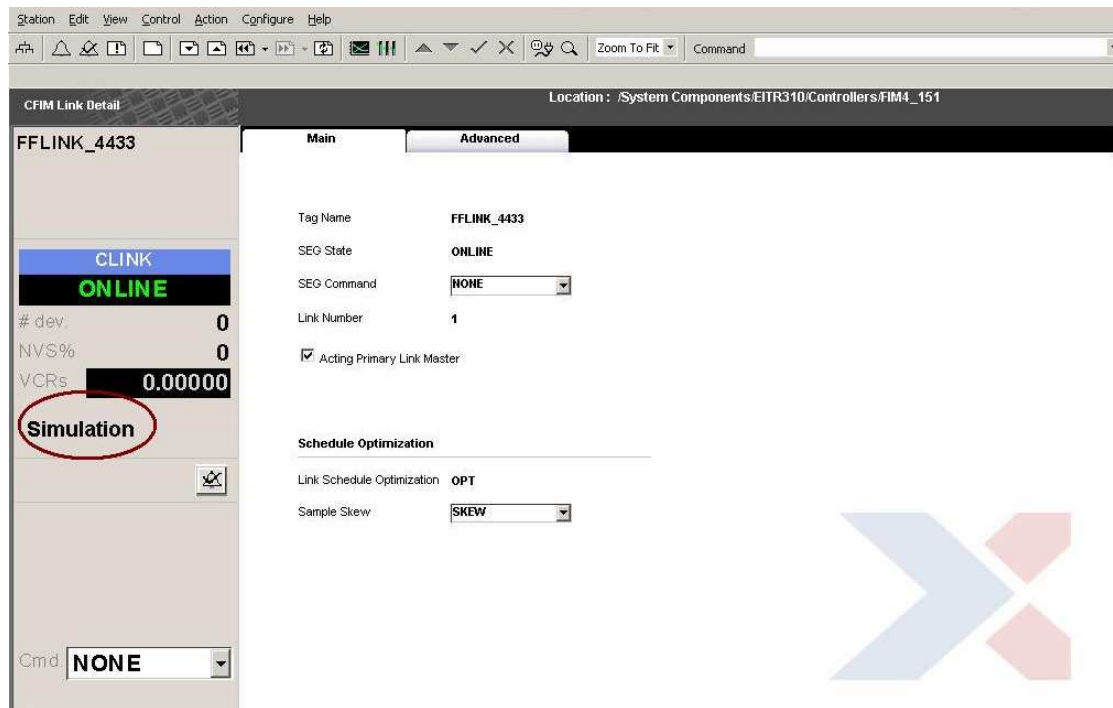 Station Edit View Control Action Configure Help
Zoom To Fit Command
CFIM Link Detail
Location : /System Components/EITR310/Controllers/FIM4_151
FFLINK_4433
Main Advanced
Tag Name FFLINK_4433
SEG State ONLINE
CLINK
ONLINE
SEG Command NONE
# dev. 0
Link Number 1
NVS% 0
Acting Primary Link Master
VCRs 0.00000
Simulation
Schedule Optimization
Link Schedule Optimization OPT
Sample Skew SKEW
Cmd. NONE